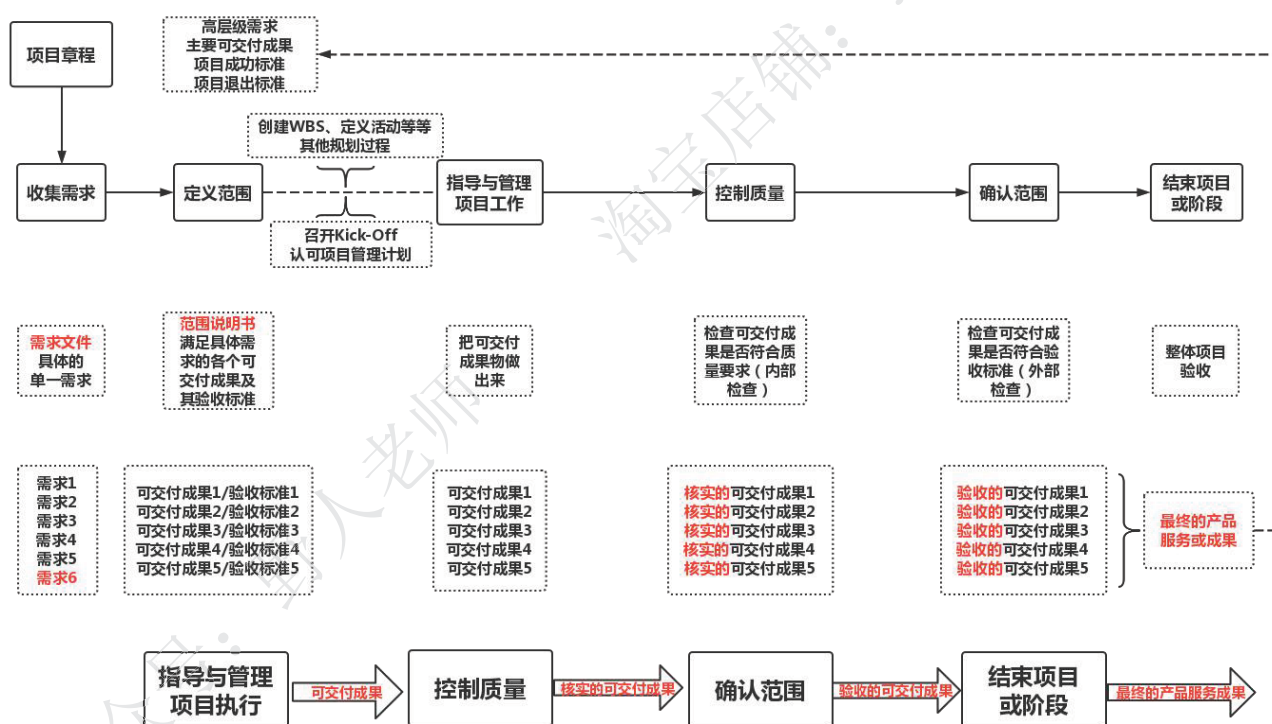 项目章程
高层级需求
主要可交付成果
项目成功标准
项目退出标准
创建WBS、定义活动等等
其他规划过程
收集需求
定义范围
指导与管理
项目工作
控制质量
确认范围
结束项目
或阶段
召开Kick-Off
认可项目管理计划
需求文件
具体的
单一需求
范围说明书
满足具体需
求的各个可
交付成果及
其验收标准
把可交付
成果物做
出来
检查可交付成
果是否符合质
量要求（内部
检查）
检查可交付成
果是否符合验
收标准（外部
检查）
整体项目
验收
需求1
需求2
需求3
需求4
需求5
需求6
可交付成果1/验收标准1
可交付成果2/验收标准2
可交付成果3/验收标准3
可交付成果4/验收标准4
可交付成果5/验收标准5
可交付成果1
可交付成果2
可交付成果3
可交付成果4
可交付成果5
核实的可交付成果1
核实的可交付成果2
核实的可交付成果3
核实的可交付成果4
核实的可交付成果5
验收的可交付成果1
验收的可交付成果2
验收的可交付成果3
验收的可交付成果4
验收的可交付成果5
最终的产品
服务或成果
指导与管理
项目执行
可交付成果
控制质量
核实的可交付成果
确认范围
验收的可交付成果
结束项目
或阶段
最终的产品服务或成果
淘宝店铺：
众号：野人老师